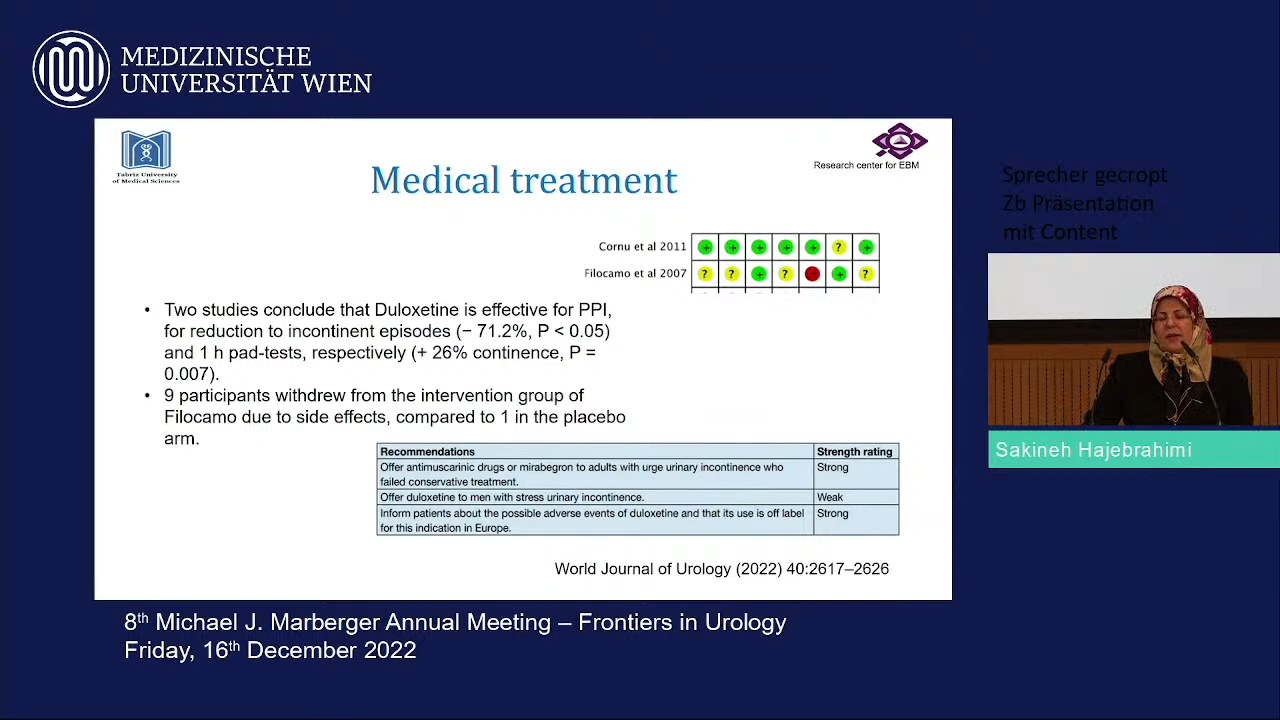 MEDIZINISCHE
UNIVERSITÄT WIEN
Tabriz University
of Medical Sciences
Research center for EBM
Medical treatment
Cornu et al 2011 + + + + + ? +
Filocamo et al 2007 ? ? + ? + ?
• Two studies conclude that Duloxetine is effective for PPI,
for reduction to incontinent episodes (− 71.2%, P < 0.05)
and 1 h pad-tests, respectively (+ 26% continence, P =
0.007).
• 9 participants withdrew from the intervention group of
Filocamo due to side effects, compared to 1 in the placebo
arm.
Recommendations Strength rating
Offer antimuscarinic drugs or mirabegron to adults with urge urinary incontinence who Strong
failed conservative treatment.
Offer duloxetine to men with stress urinary incontinence. Weak
Inform patients about the possible adverse events of duloxetine and that its use is off label Strong
for this indication in Europe.
World Journal of Urology (2022) 40:2617–2626
Sprecher gecropt
Zb Präsentation
mit Content
Sakineh Hajebrahimi
8th Michael J. Marberger Annual Meeting – Frontiers in Urology
Friday, 16th December 2022